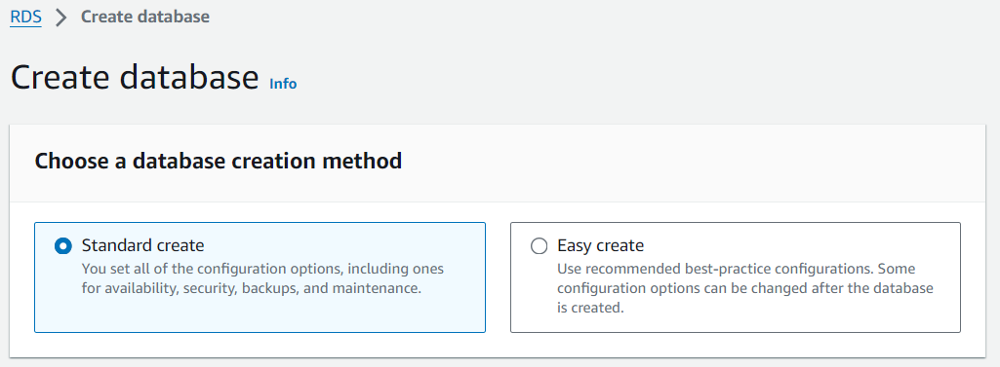 RDS > Create database
Create database Info
Choose a database creation method
Standard create
You set all of the configuration options, including ones
for availability, security, backups, and maintenance.
Easy create
Use recommended best-practice configurations. Some
configuration options can be changed after the database
is created.